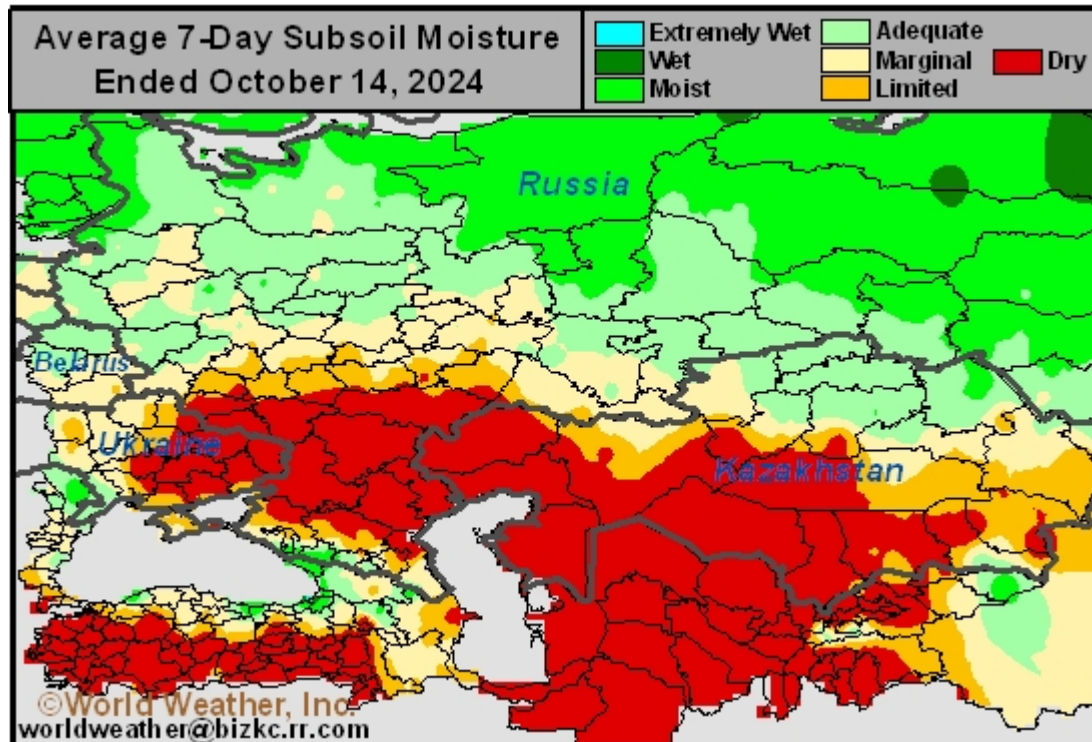 Average 7-Day Subsoil Moisture
Ended October 14, 2024
Extremely Wet
Adequate
Wet
Marginal
Dry
Moist
Limited
Russia
Belarus
Ukraine
Kazakhstan
©World Weather, Inc.
worldweather@bizkc.rr.com